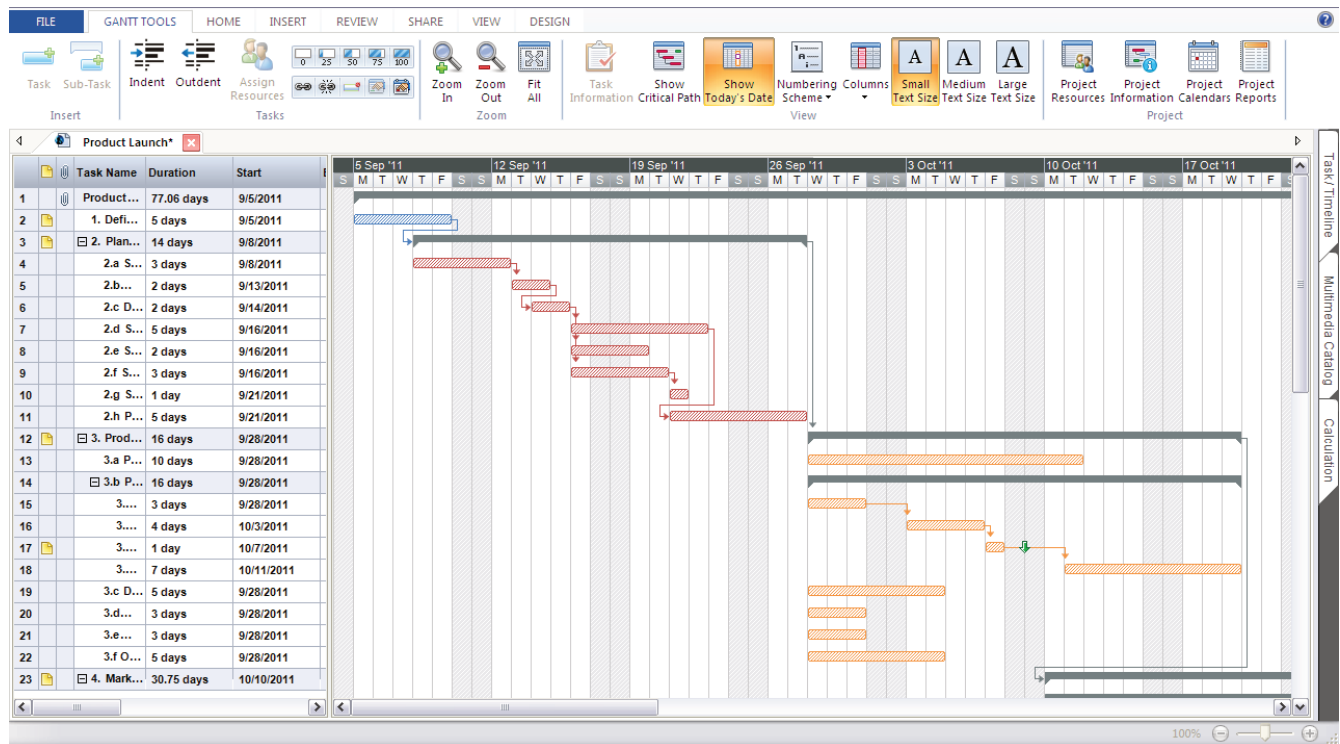 FILE GANTT TOOLS HOME INSERT REVIEW SHARE VIEW DESIGN
Task Sub-Task Indent Outdent Assign Resources 0 25 50 75 100 Zoom In Zoom Out Fit All Task Information Show Critical Path Show Today's Date Numbering Scheme Columns A Small Text Size A Medium Text Size A Large Text Size Project Resources Project Information Project Calendars Project Reports
Insert Tasks Zoom View Project
Product Launch*
Task Name Duration Start
5 Sep '11 12 Sep '11 19 Sep '11 26 Sep '11 3 Oct '11 10 Oct '11 17 Oct '11
S M T W T F S S M T W T F S S M T W T F S S M T W T F S S M T W T F S S M T W T F S S M T W T F S
1 Product... 77.06 days 9/5/2011
2 1. Defi... 5 days 9/5/2011
3 2. Plan... 14 days 9/8/2011
4 2.a S... 3 days 9/8/2011
5 2.b... 2 days 9/13/2011
6 2.c D... 2 days 9/14/2011
7 2.d S... 5 days 9/16/2011
8 2.e S... 2 days 9/16/2011
9 2.f S... 3 days 9/16/2011
10 2.g S... 1 day 9/21/2011
11 2.h P... 5 days 9/21/2011
12 3. Prod... 16 days 9/28/2011
13 3.a P... 10 days 9/28/2011
14 3.b P... 16 days 9/28/2011
15 3.... 3 days 9/28/2011
16 3.... 4 days 10/3/2011
17 3.... 1 day 10/7/2011
18 3.... 7 days 10/11/2011
19 3.c D... 5 days 9/28/2011
20 3.d... 3 days 9/28/2011
21 3.e... 3 days 9/28/2011
22 3.f O... 5 days 9/28/2011
23 4. Mark... 30.75 days 10/10/2011
Task / Timeline
Multimedia Catalog
Calculation
100%